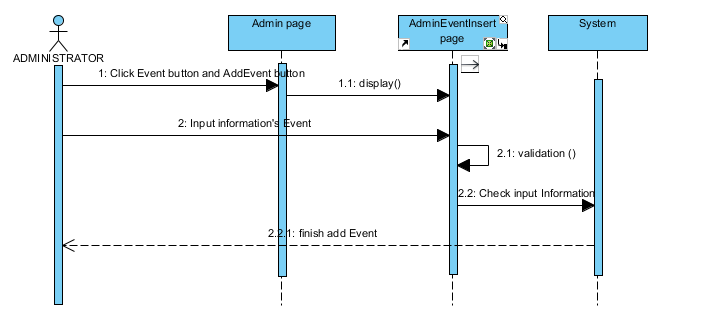 Admin page
AdminEventInsert
page
System
ADMINISTRATOR
1: Click Event button and AddEvent button
1.1: display()
2: Input information's Event
2.1: validation ()
2.2: Check input Information
2.2.1: finish add Event